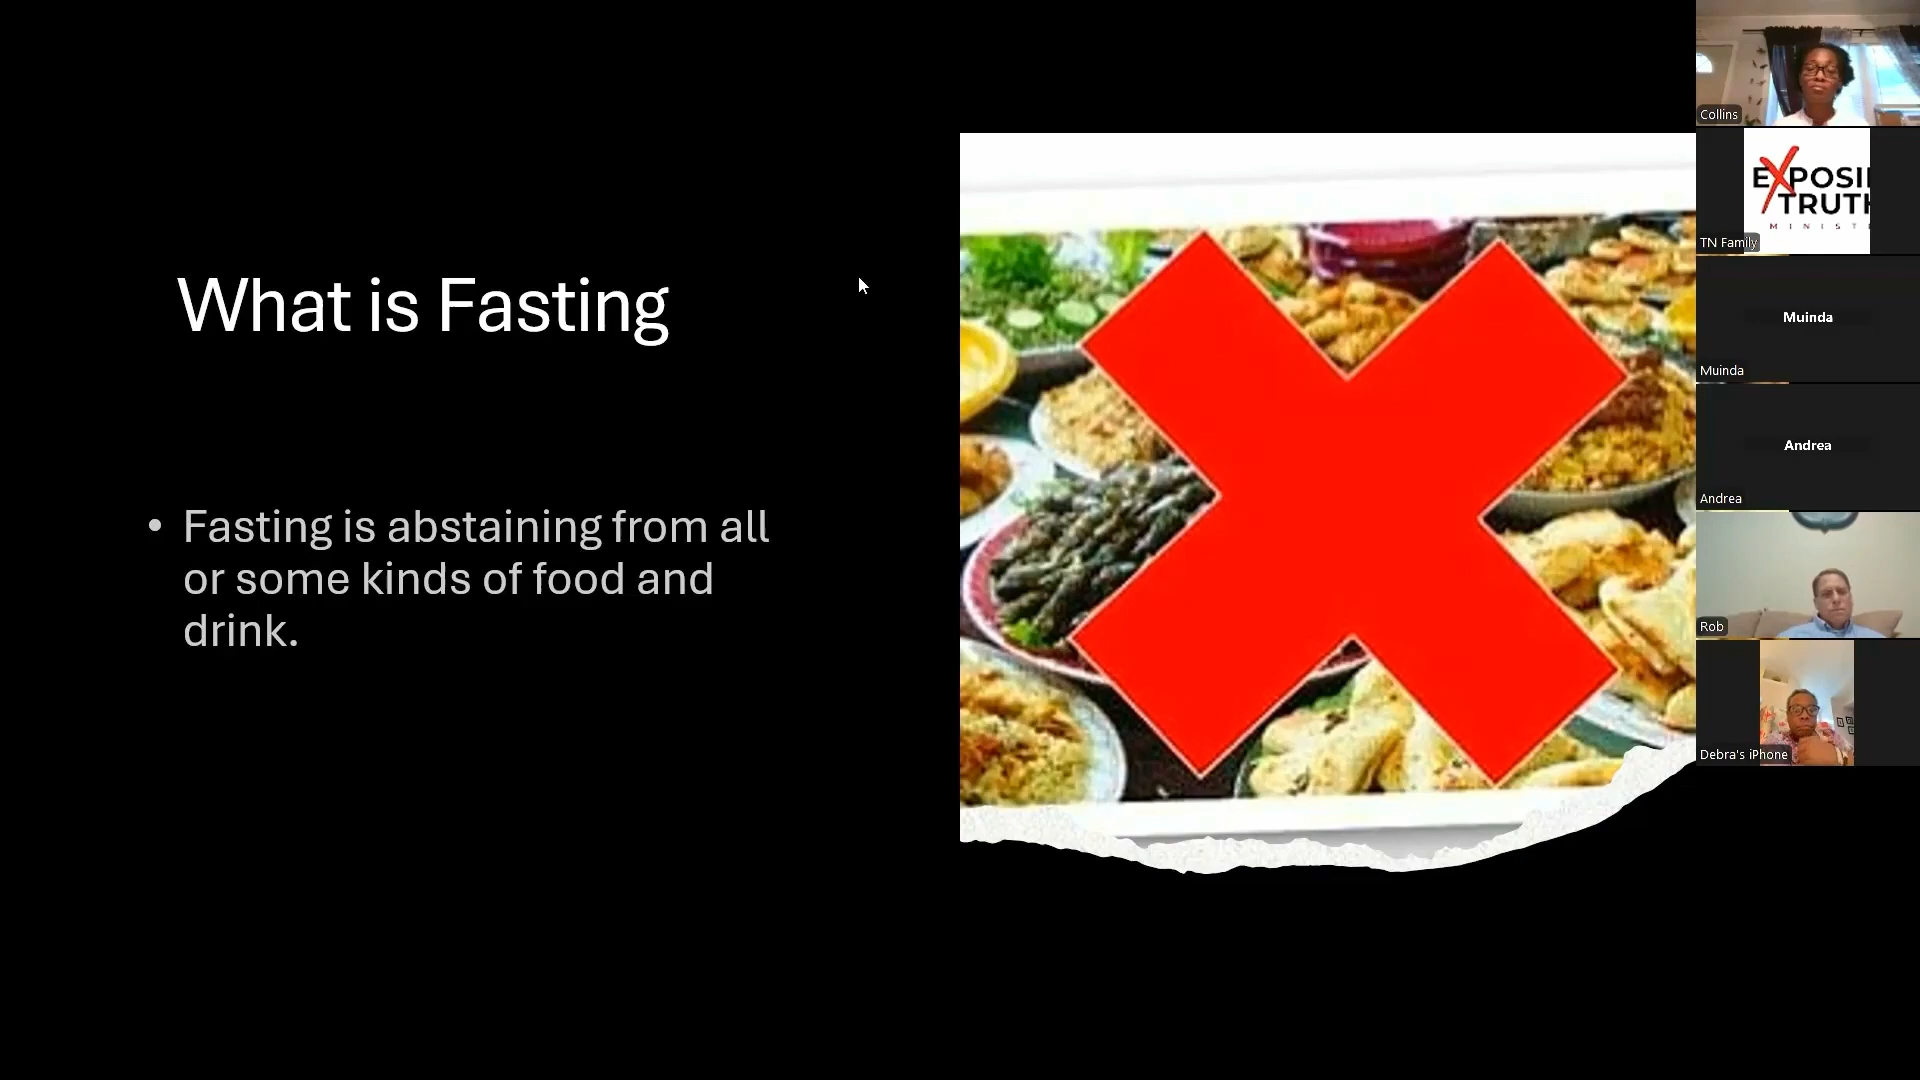 What is Fasting
• Fasting is abstaining from all
or some kinds of food and
drink.
Collins
EXPOSI
TRUTH
MINIST
TN Family
Muinda
Muinda
Andrea
Andrea
Rob
Debra's iPhone